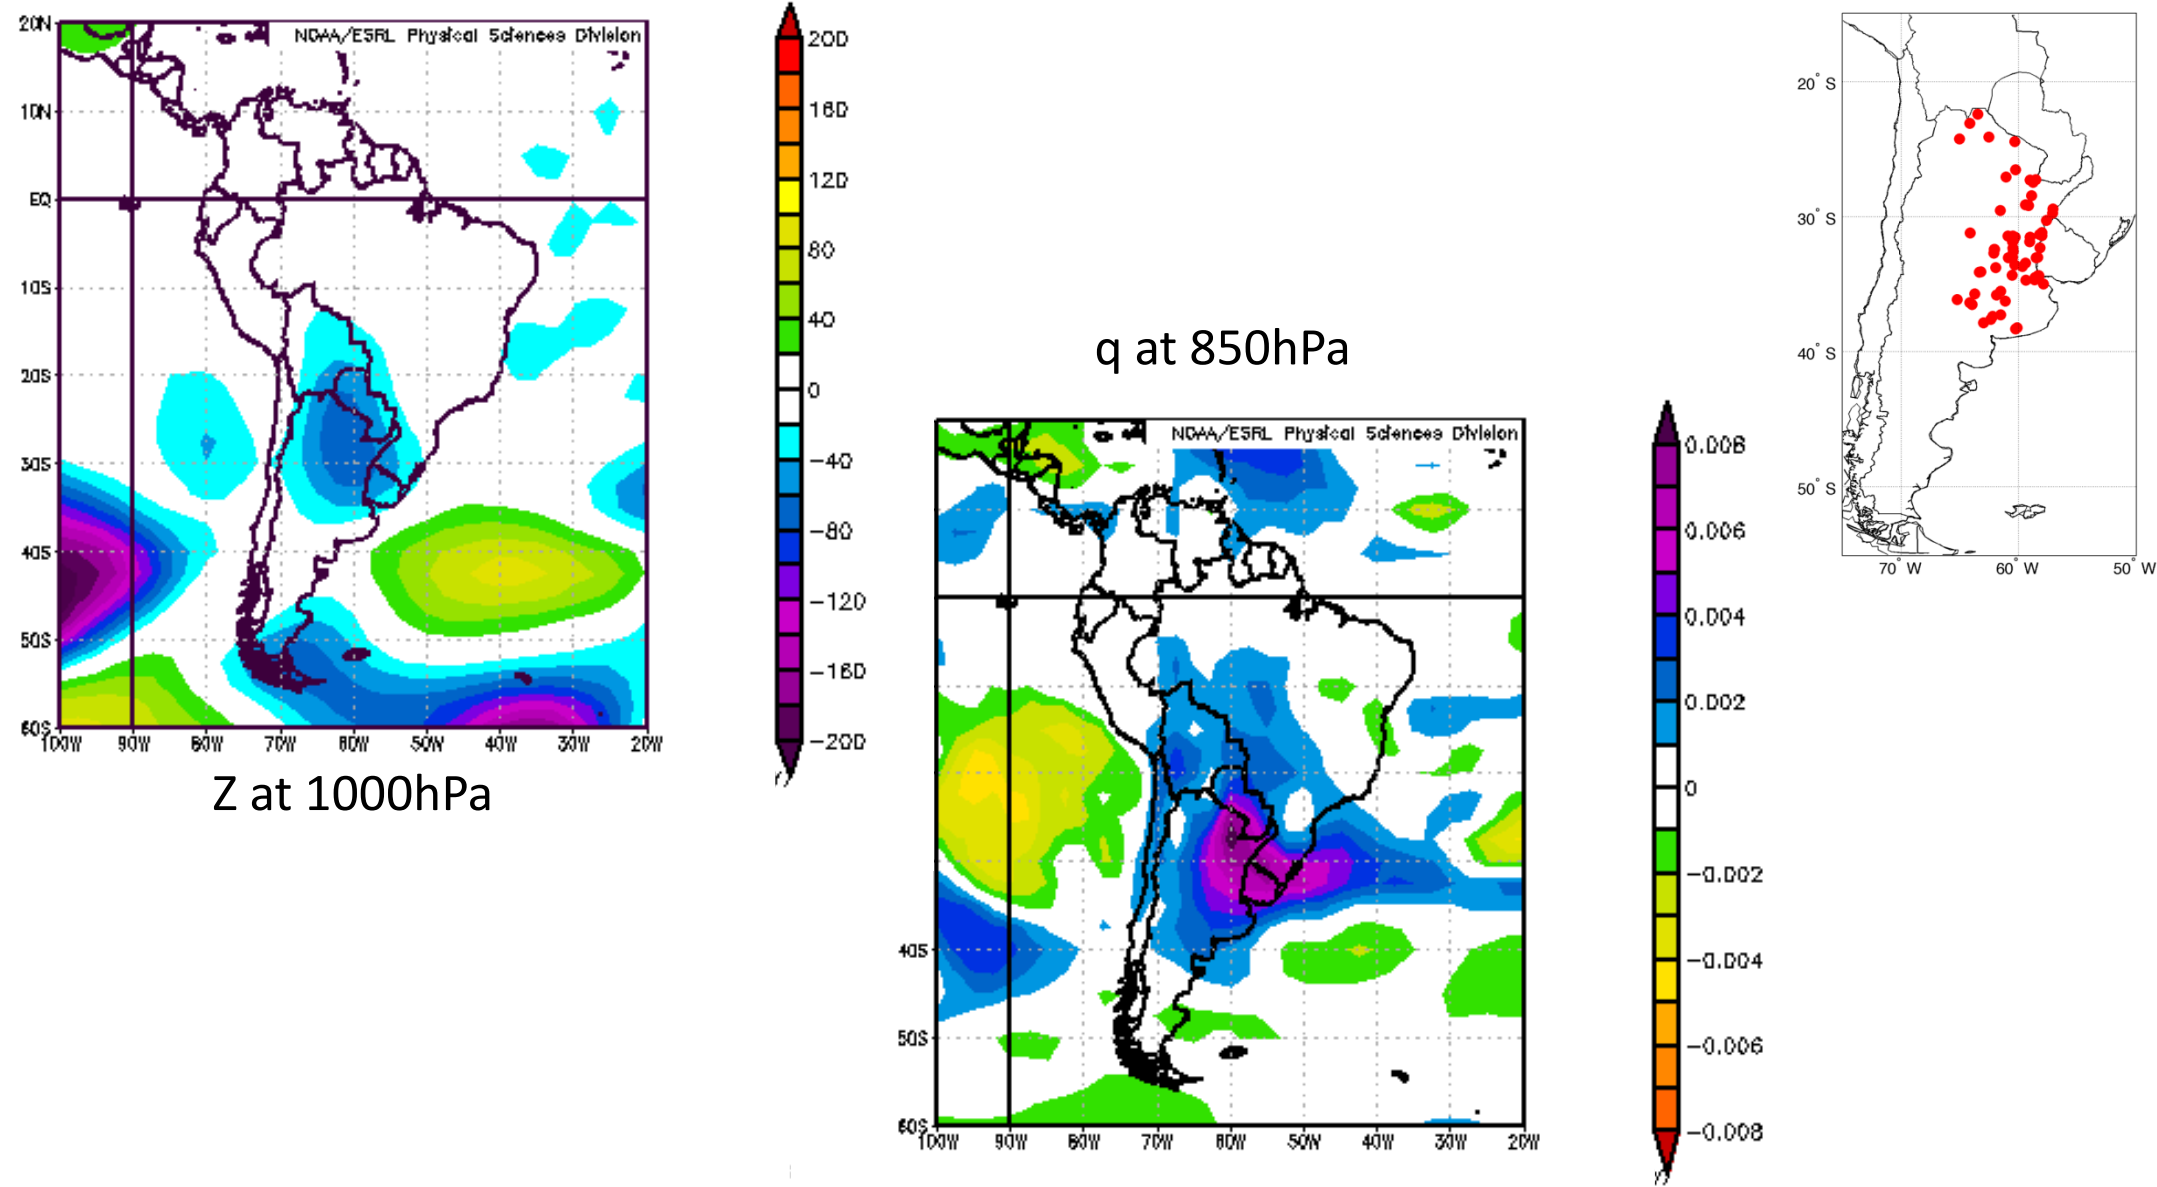 NOAA/ESRL Physical Sciences Division
20N
10N
EQ
10S
20S
30S
40S
50S
60S
100W 90W 80W 70W 60W 50W 40W 30W 20W
Z at 1000hPa
200
160
120
80
40
0
-40
-80
-120
-160
-200
q at 850hPa
NOAA/ESRL Physical Sciences Division
40S
50S
60S
100W 90W 80W 70W 60W 50W 40W 30W 20W
0.008
0.006
0.004
0.002
0
-0.002
-0.004
-0.006
-0.008
20° S
30° S
40° S
50° S
70° W 60° W 50° W